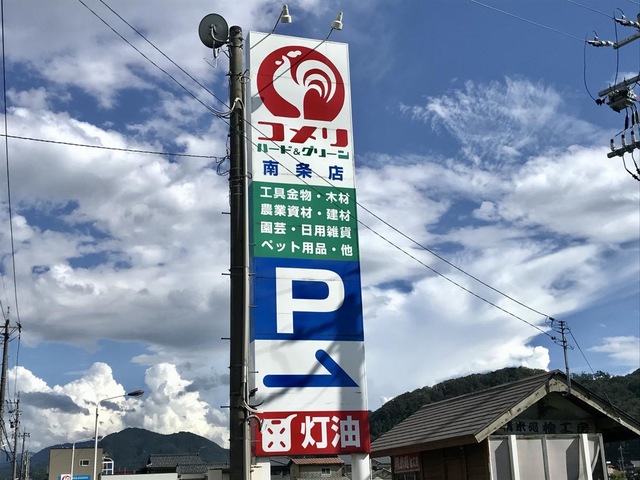 コメリ
ハード&グリーン
南条店
工具金物・木材
農業資材・建材
園芸・日用雑貨
ペット用品・他
P
灯油